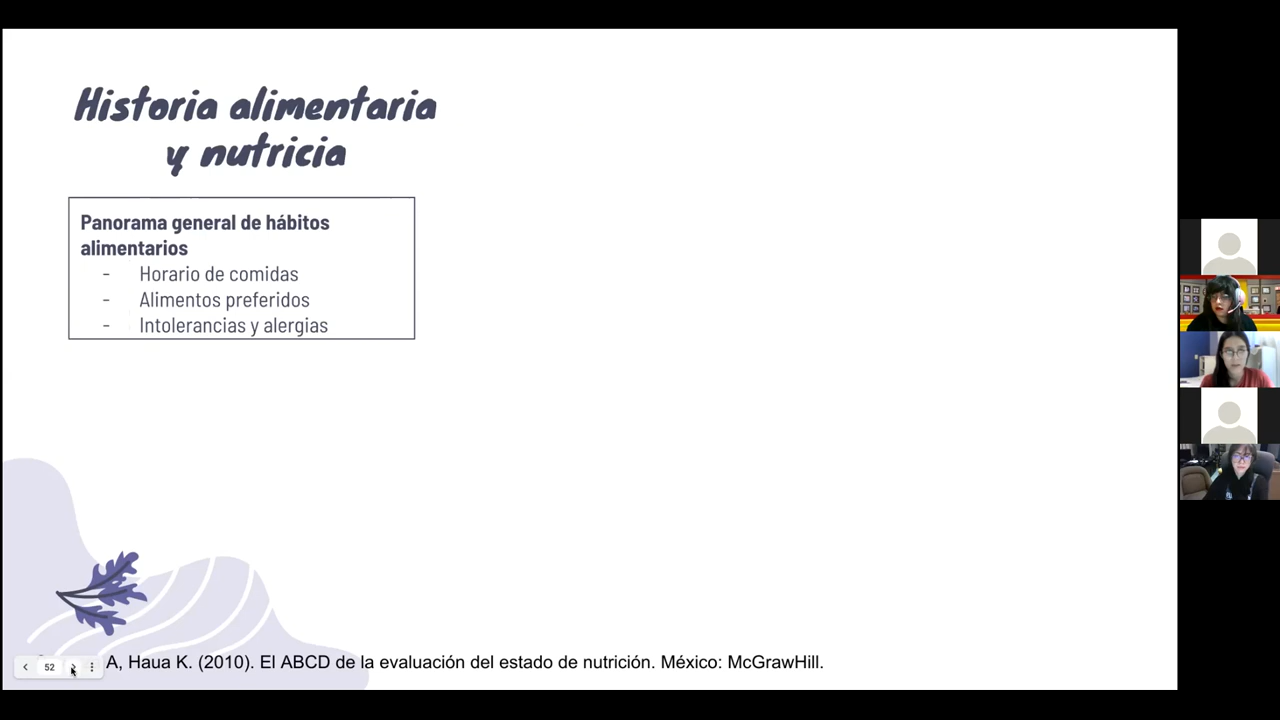 Historia alimentaria
y nutricia
Panorama general de hábitos
alimentarios
- Horario de comidas
- Alimentos preferidos
- Intolerancias y alergias
A, Haua K. (2010). El ABCD de la evaluación del estado de nutrición. México: McGrawHill.
52